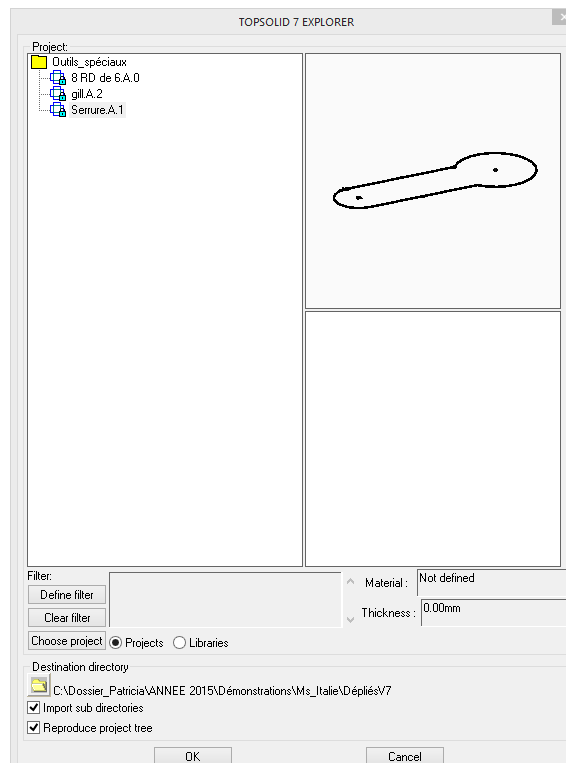 TOPSOLID 7 EXPLORER
Project:
Outils_spéciaux
8 RD de 6.A.0
gill.A.2
Serrure.A.1
Filter:
Define filter
Clear filter
Material :
Not defined
Thickness :
0.00mm
Choose project
Projects
Libraries
Destination directory
C:\Dossier_Patricia\ANNEE 2015\Démonstrations\Ms_Italie\DépliésV7
Import sub directories
Reproduce project tree
OK
Cancel